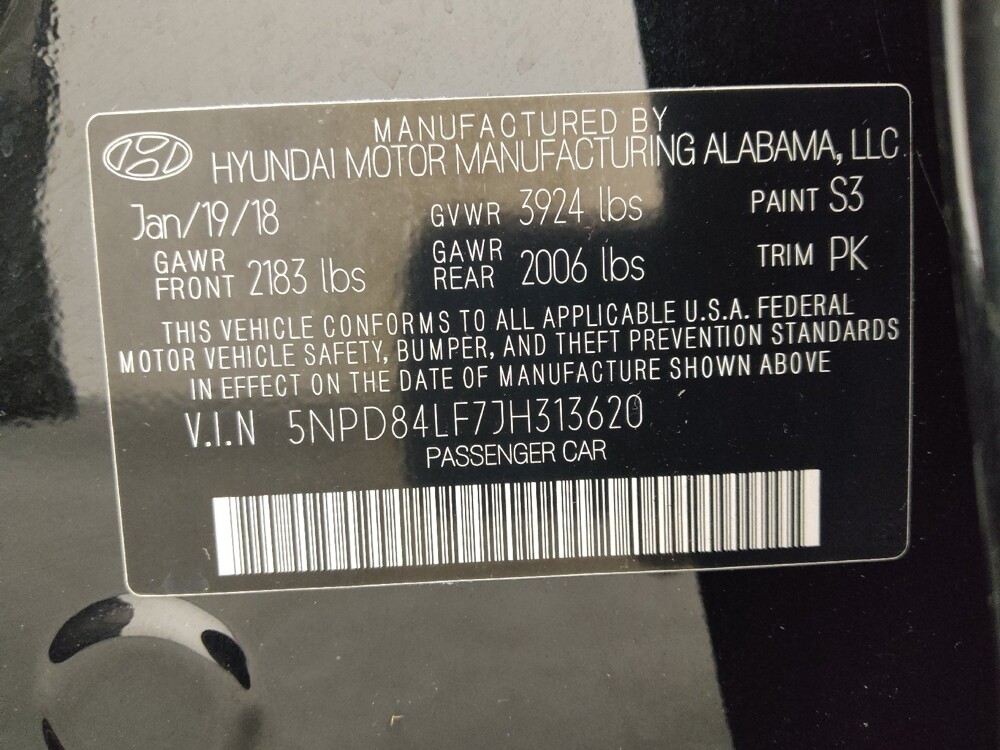 MANUFACTURED BY
HYUNDAI MOTOR MANUFACTURING ALABAMA, LLC
Jan/19/18 GVWR 3924 lbs PAINT S3
GAWR FRONT 2183 lbs GAWR REAR 2006 lbs TRIM PK
THIS VEHICLE CONFORMS TO ALL APPLICABLE U.S.A. FEDERAL
MOTOR VEHICLE SAFETY, BUMPER, AND THEFT PREVENTION STANDARDS
IN EFFECT ON THE DATE OF MANUFACTURE SHOWN ABOVE
V.I.N 5NPD84LF7JH313620
PASSENGER CAR